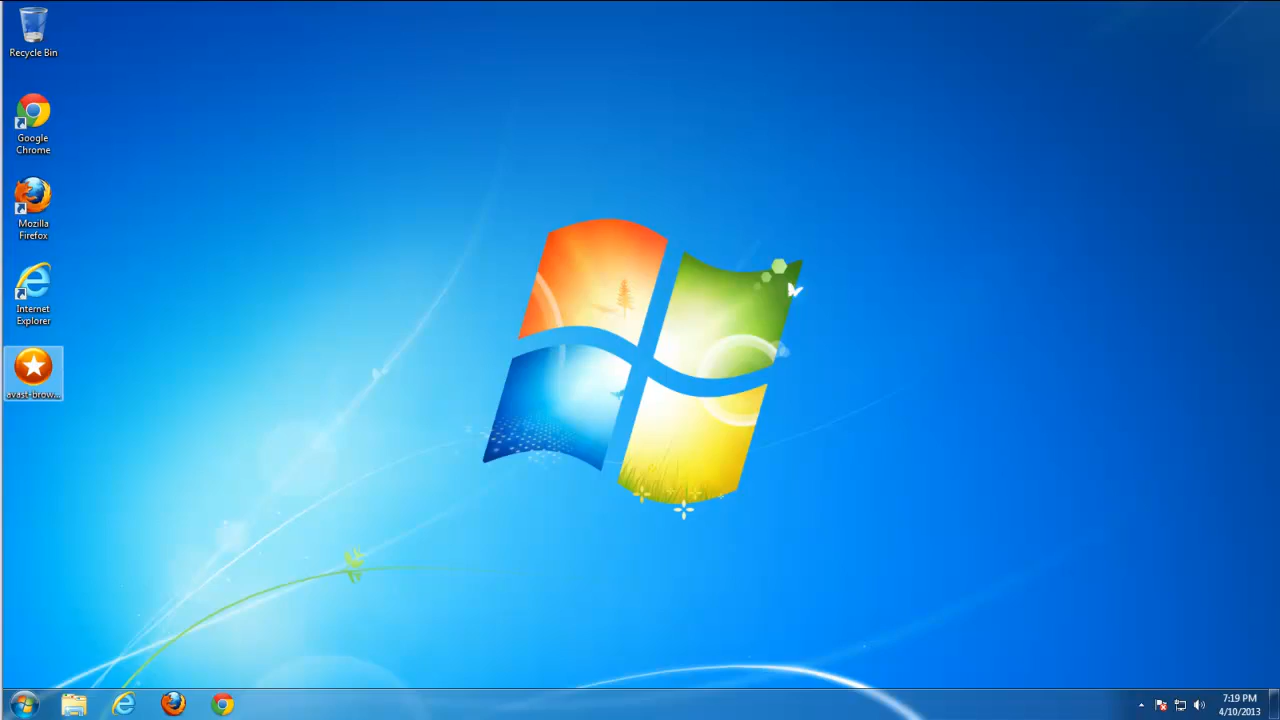 Recycle Bin
Google
Chrome
Mozilla
Firefox
Internet
Explorer
avast-brow...
7:19 PM
4/10/2013